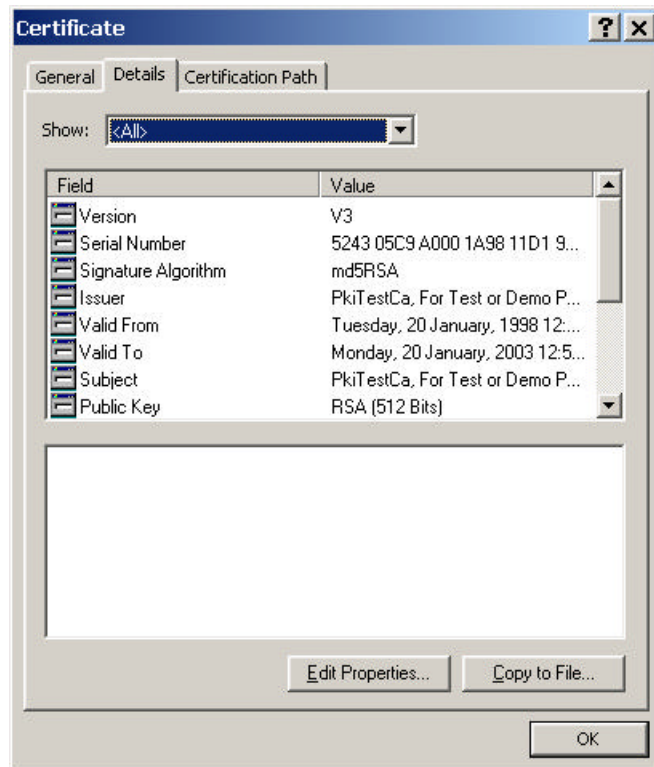 Certificate
General Details Certification Path
Show: <All>
Field Value
Version V3
Serial Number 5243 05C9 A000 1A98 11D1 9...
Signature Algorithm md5RSA
Issuer PkiTestCa, For Test or Demo P...
Valid From Tuesday, 20 January, 1998 12:...
Valid To Monday, 20 January, 2003 12:5...
Subject PkiTestCa, For Test or Demo P...
Public Key RSA (512 Bits)
Edit Properties... Copy to File...
OK